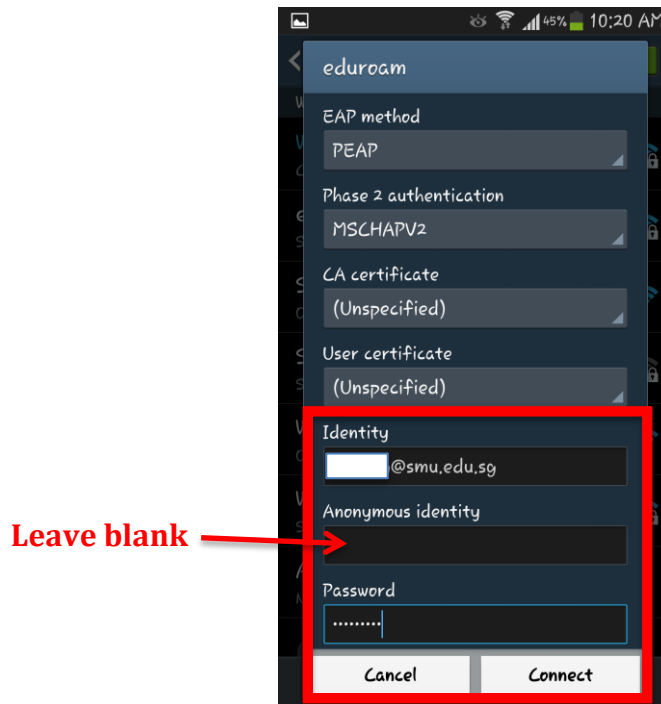 45% 10:20 AM
eduroam
EAP method
PEAP
Phase 2 authentication
MSCHAPV2
CA certificate
(Unspecified)
User certificate
(Unspecified)
Identity
@smu.edu.sg
Anonymous identity
Leave blank
Password
•••••••••
Cancel Connect